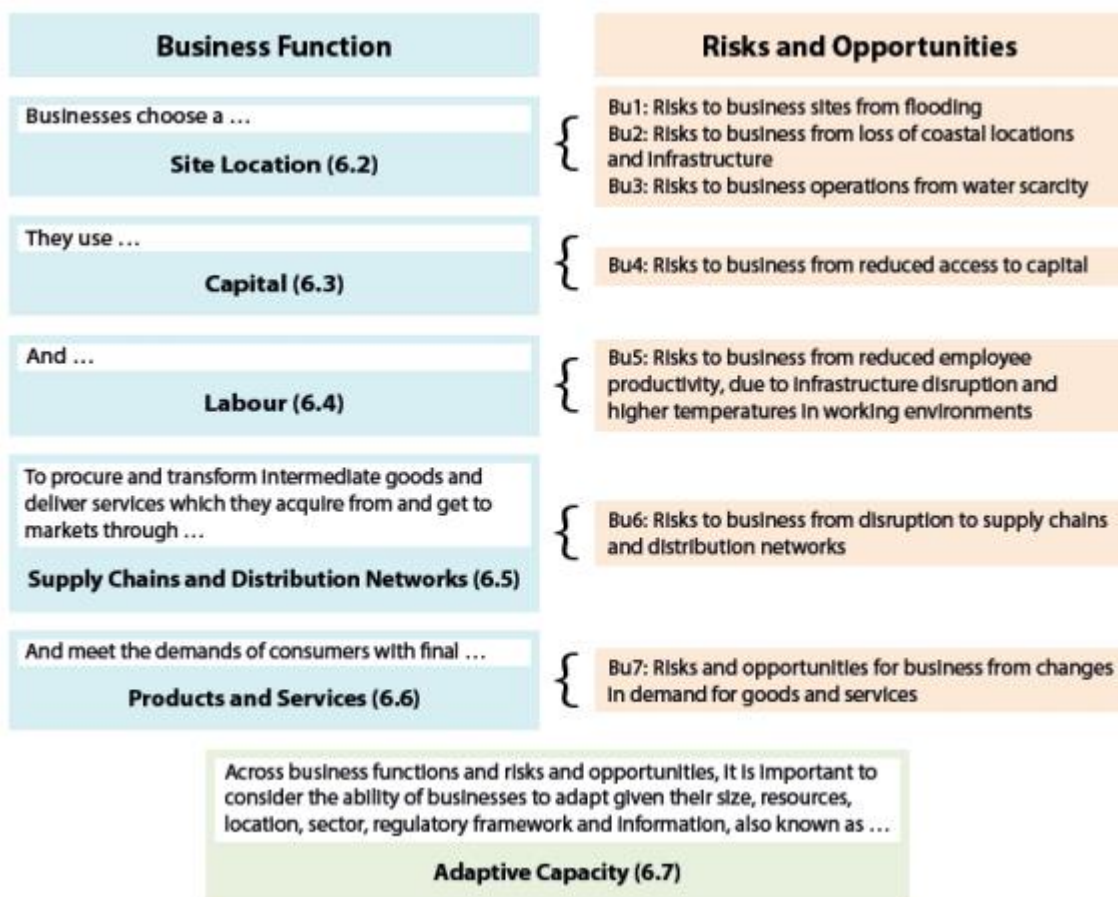 Business Function
Risks and Opportunities
Businesses choose a …
Site Location (6.2)
Bu1: Risks to business sites from flooding
Bu2: Risks to business from loss of coastal locations
and infrastructure
Bu3: Risks to business operations from water scarcity
They use …
Capital (6.3)
Bu4: Risks to business from reduced access to capital
And …
Labour (6.4)
Bu5: Risks to business from reduced employee
productivity, due to infrastructure disruption and
higher temperatures in working environments
To procure and transform intermediate goods and
deliver services which they acquire from and get to
markets through …
Supply Chains and Distribution Networks (6.5)
Bu6: Risks to business from disruption to supply chains
and distribution networks
And meet the demands of consumers with final …
Products and Services (6.6)
Bu7: Risks and opportunities for business from changes
in demand for goods and services
Across business functions and risks and opportunities, it is important to
consider the ability of businesses to adapt given their size, resources,
location, sector, regulatory framework and information, also known as …
Adaptive Capacity (6.7)